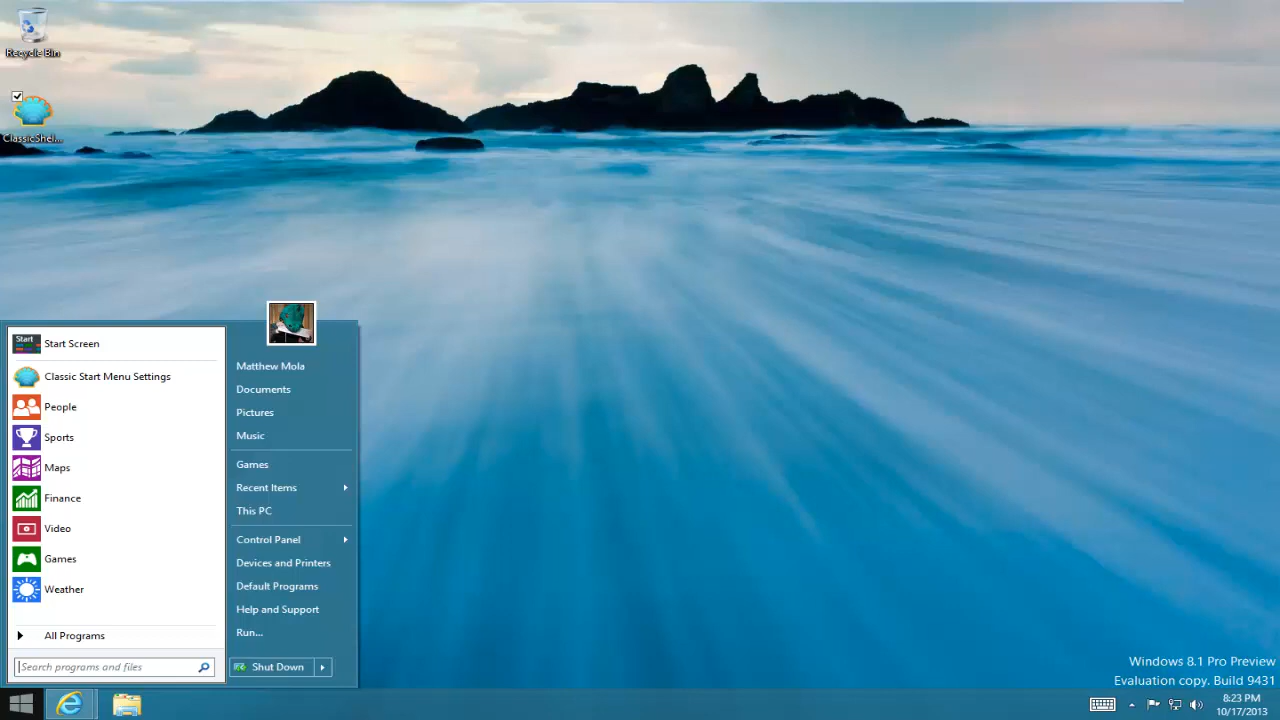 Recycle Bin
ClassicShel...
Start
Start Screen
Classic Start Menu Settings
People
Sports
Maps
Finance
Video
Games
Weather
All Programs
Search programs and files
Matthew Mola
Documents
Pictures
Music
Games
Recent Items
This PC
Control Panel
Devices and Printers
Default Programs
Help and Support
Run...
Shut Down
Windows 8.1 Pro Preview
Evaluation copy. Build 9431
8:23 PM
10/17/2013